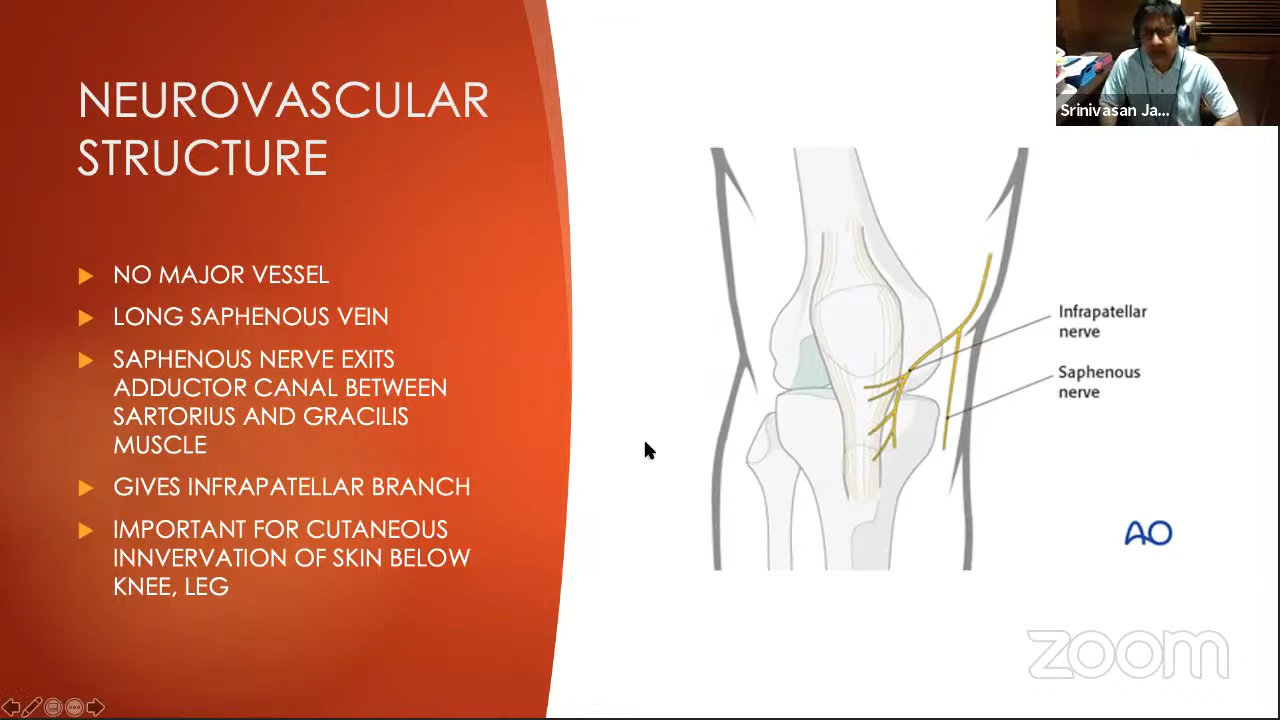 NEUROVASCULAR
STRUCTURE
NO MAJOR VESSEL
LONG SAPHENOUS VEIN
SAPHENOUS NERVE EXITS
ADDUCTOR CANAL BETWEEN
SARTORIUS AND GRACILIS
MUSCLE
GIVES INFRAPATELLAR BRANCH
IMPORTANT FOR CUTANEOUS
INNVERVATION OF SKIN BELOW
KNEE, LEG
Srinivasan Ja...
Infrapatellar
nerve
Saphenous
nerve
AO
zoom